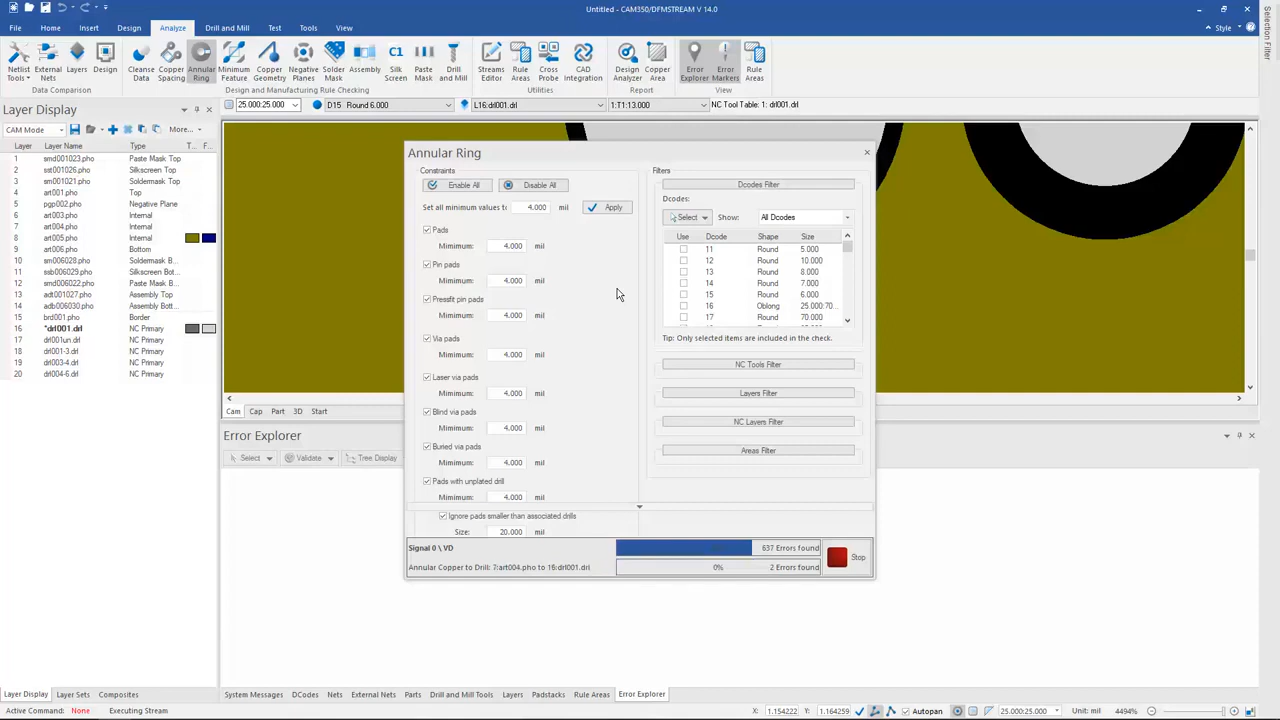 Untitled - CAM350/DFMSTREAM V 14.0
File Home Insert Design Analyze Drill and Mill Test Tools View Style
Netlist Tools External Nets Layers Design Cleanse Data Copper Spacing Annular Ring Minimum Feature Copper Geometry Negative Planes Solder Mask Assembly Silk Screen Paste Mask Drill and Mill Streams Editor Rule Areas Cross Probe CAD Integration Design Analyzer Copper Area Error Explorer Error Markers Rule Areas
C1
Data Comparison Design and Manufacturing Rule Checking Utilities Report View
Selection Filter
25.000:25.000 D15 Round 6.000 L16:drl001.drl 1:T1:13.000 NC Tool Table: 1: drl001.drl
Layer Display
CAM Mode More...
Layer Layer Name Type T... F...
1 smd001023.pho Paste Mask Top
2 sst001026.pho Silkscreen Top
3 sm001021.pho Soldermask Top
4 art001.pho Top
5 pgp002.pho Negative Plane
6 art003.pho Internal
7 art004.pho Internal
8 art005.pho Internal
9 art006.pho Bottom
10 sm006028.pho Soldermask B...
11 ssb006029.pho Silkscreen Bottom
12 smd006022.pho Paste Mask B...
13 adt001027.pho Assembly Top
14 adb006030.pho Assembly Bott...
15 brd001.pho Border
16 *drl001.drl NC Primary
17 drl001un.drl NC Primary
18 drl001-3.drl NC Primary
19 drl003-4.drl NC Primary
20 drl004-6.drl NC Primary
Annular Ring
Constraints
Enable All Disable All
Set all minimum values to 4.000 mil Apply
Pads
Minimum: 4.000 mil
Pin pads
Minimum: 4.000 mil
Pressfit pin pads
Minimum: 4.000 mil
Via pads
Minimum: 4.000 mil
Laser via pads
Minimum: 4.000 mil
Blind via pads
Minimum: 4.000 mil
Buried via pads
Minimum: 4.000 mil
Pads with unplated drill
Minimum: 4.000 mil
Ignore pads smaller than associated drills
Size: 20.000 mil
Filters
Dcodes Filter
Dcodes:
Select Show: All Dcodes
Use Dcode Shape Size
11 Round 5.000
12 Round 10.000
13 Round 8.000
14 Round 7.000
15 Round 6.000
16 Oblong 25.000:70...
17 Round 70.000
Tip: Only selected items are included in the check.
NC Tools Filter
Layers Filter
NC Layers Filter
Areas Filter
Signal 0 \ VD 637 Errors found
Annular Copper to Drill: 7:art004.pho to 16:drl001.drl 0% 2 Errors found
Stop
Cam Cap Part 3D Start
Error Explorer
Select Validate Tree Display
Layer Display Layer Sets Composites System Messages DCodes Nets External Nets Parts Drill and Mill Tools Layers Padstacks Rule Areas Error Explorer
Active Command: None Executing Stream X: 1.154222 Y: 1.164259 Autopan 25.000:25.000 Unit: mil 4494%